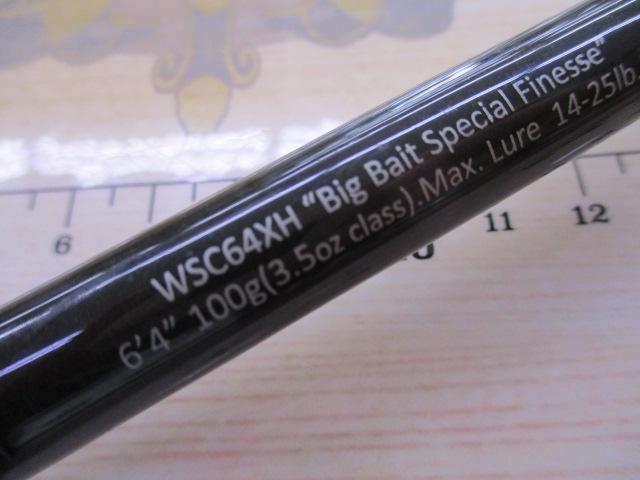 WSC64XH “Big Bait Special Finesse”
6’4” 100g(3.5oz class).Max. Lure 14-25lb.
6
11
12